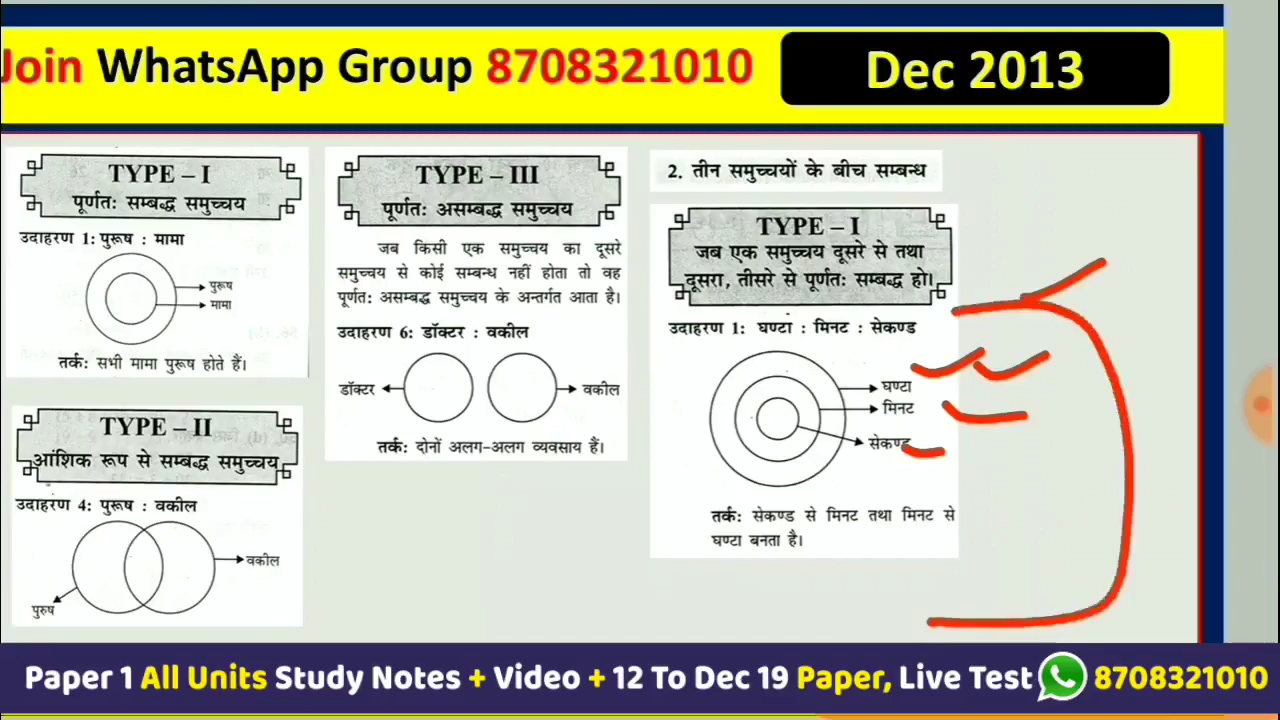 Join WhatsApp Group 8708321010
Dec 2013
TYPE – I
पूर्णतः सम्बद्ध समुच्चय
उदाहरण 1: पुरूष : मामा
पुरूष
मामा
तर्क: सभी मामा पुरूष होते हैं।
TYPE – II
आंशिक रूप से सम्बद्ध समुच्चय
उदाहरण 4: पुरूष : वकील
वकील
पुरुष
TYPE – III
पूर्णतः असम्बद्ध समुच्चय
जब किसी एक समुच्चय का दूसरे
समुच्चय से कोई सम्बन्ध नहीं होता तो वह
पूर्णतः असम्बद्ध समुच्चय के अन्तर्गत आता है।
उदाहरण 6: डॉक्टर : वकील
डॉक्टर
वकील
तर्क: दोनों अलग-अलग व्यवसाय हैं।
2. तीन समुच्चयों के बीच सम्बन्ध
TYPE – I
जब एक समुच्चय दूसरे से तथा
दूसरा, तीसरे से पूर्णतः सम्बद्ध हो।
उदाहरण 1: घण्टा : मिनट : सेकण्ड
घण्टा
मिनट
सेकण्ड
तर्क: सेकण्ड से मिनट तथा मिनट से
घण्टा बनता है।
Paper 1 All Units Study Notes + Video + 12 To Dec 19 Paper, Live Test 8708321010